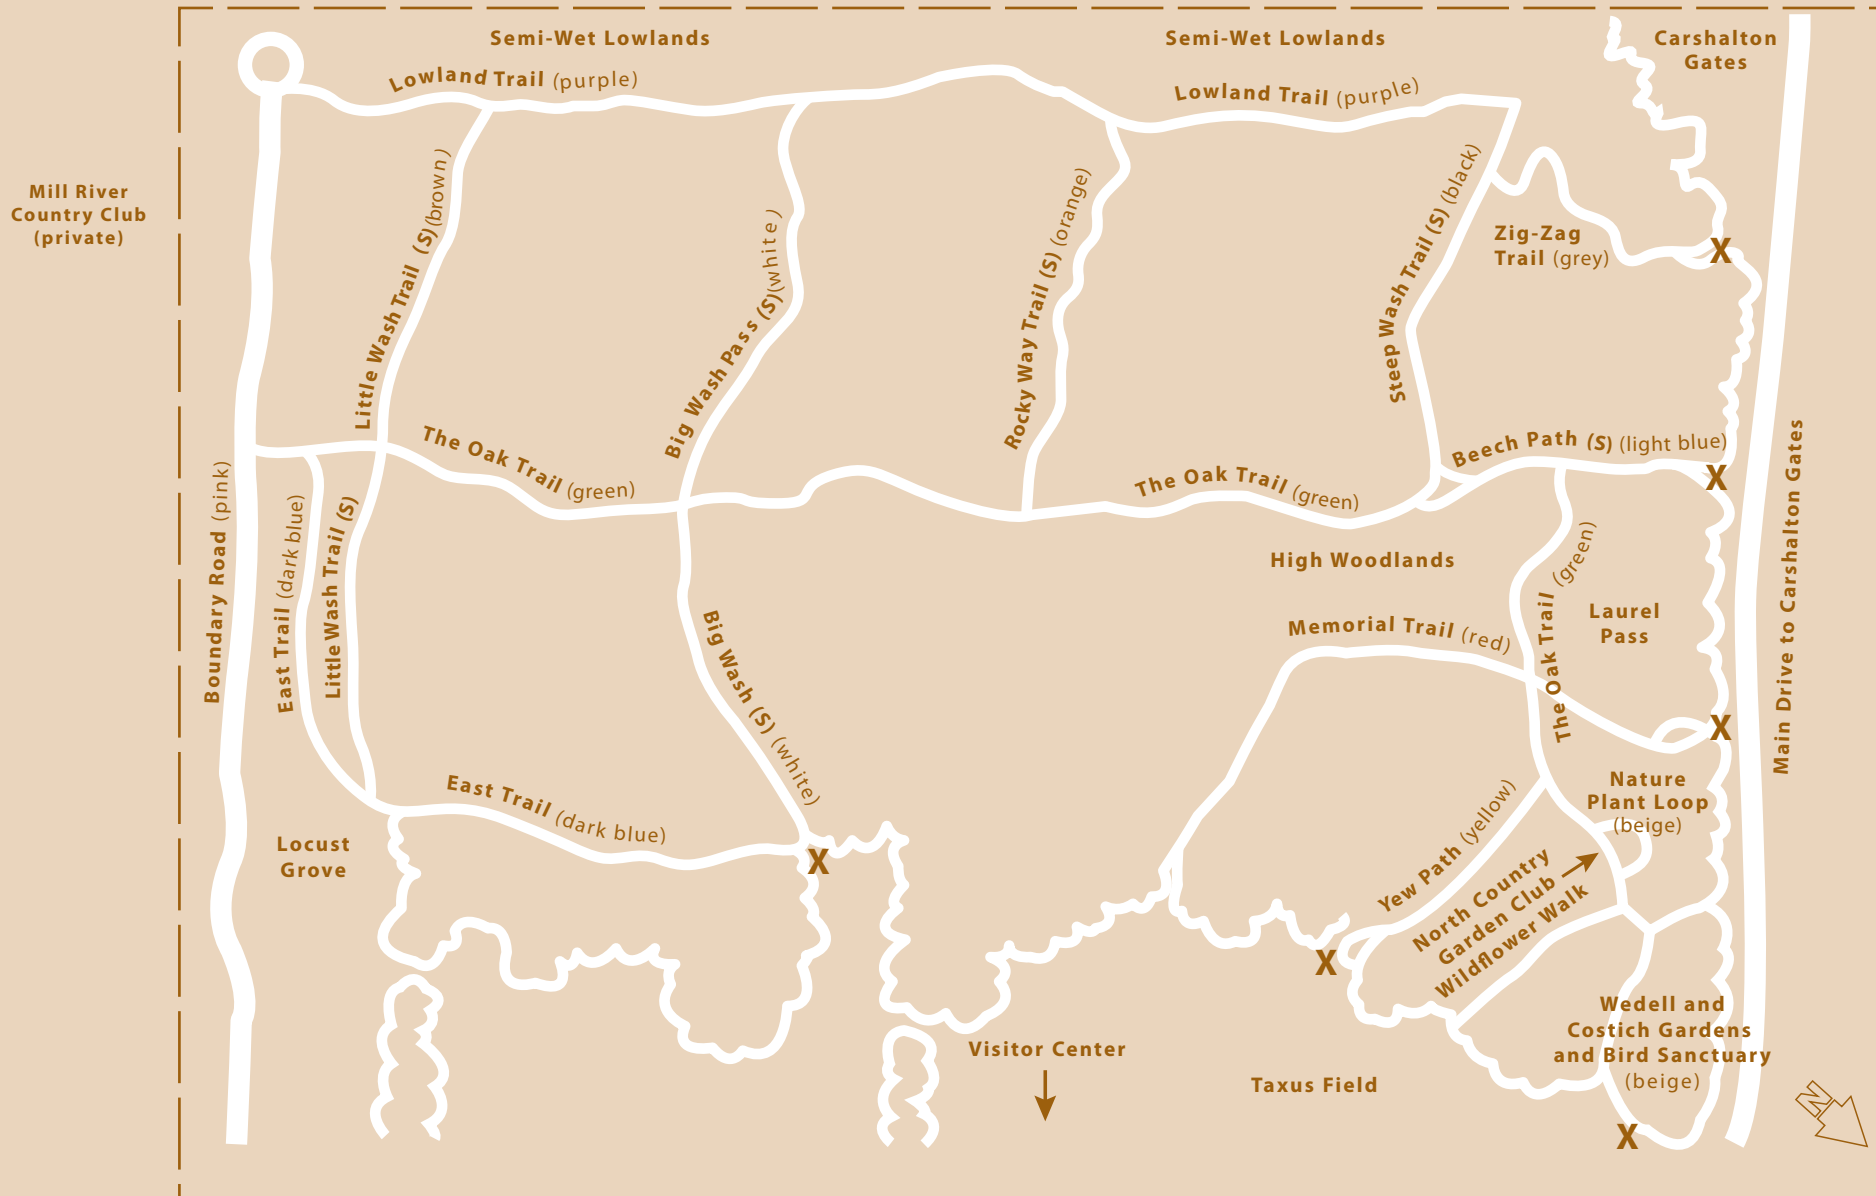 Semi-Wet Lowlands
Semi-Wet Lowlands
Carshalton
Gates
Lowland Trail (purple)
Lowland Trail (purple)
Mill River
Country Club
(private)
Little Wash Trail (S) (brown )
Big Wash Pass (S) (white )
Rocky Way Trail (S) (orange)
Steep Wash Trail (S) (black)
Zig-Zag
Trail (grey)
X
The Oak Trail (green)
The Oak Trail (green)
Beech Path (S) (light blue)
X
Boundary Road (pink)
East Trail (dark blue)
Little Wash Trail (S)
High Woodlands
The Oak Trail (green)
Laurel
Pass
Main Drive to Carshalton Gates
Memorial Trail (red)
Big Wash (S) (white)
X
East Trail (dark blue)
X
Locust
Grove
Nature
Plant Loop
(beige)
Yew Path (yellow)
North Country
Garden Club
Wildflower Walk
X
Wedell and
Costich Gardens
and Bird Sanctuary
(beige)
Visitor Center
Taxus Field
X
N